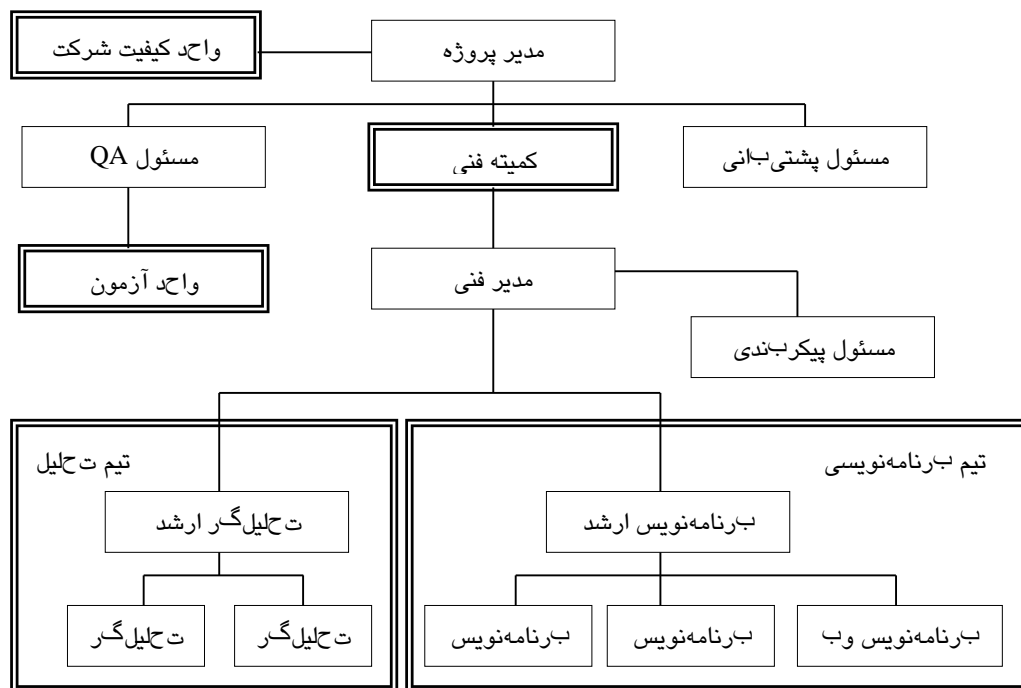 واحد کیفیت شرکت
مدیر پروژه
مسئول پشتیبانی
کمیته فنی
مسئول QA
واحد آزمون
مدیر فنی
مسئول پیکربندی
تیم برنامه‌نویسی
تیم تحلیل
برنامه‌نویس ارشد
تحلیل‌گر ارشد
برنامه‌نویس وب
برنامه‌نویس
برنامه‌نویس
تحلیل‌گر
تحلیل‌گر